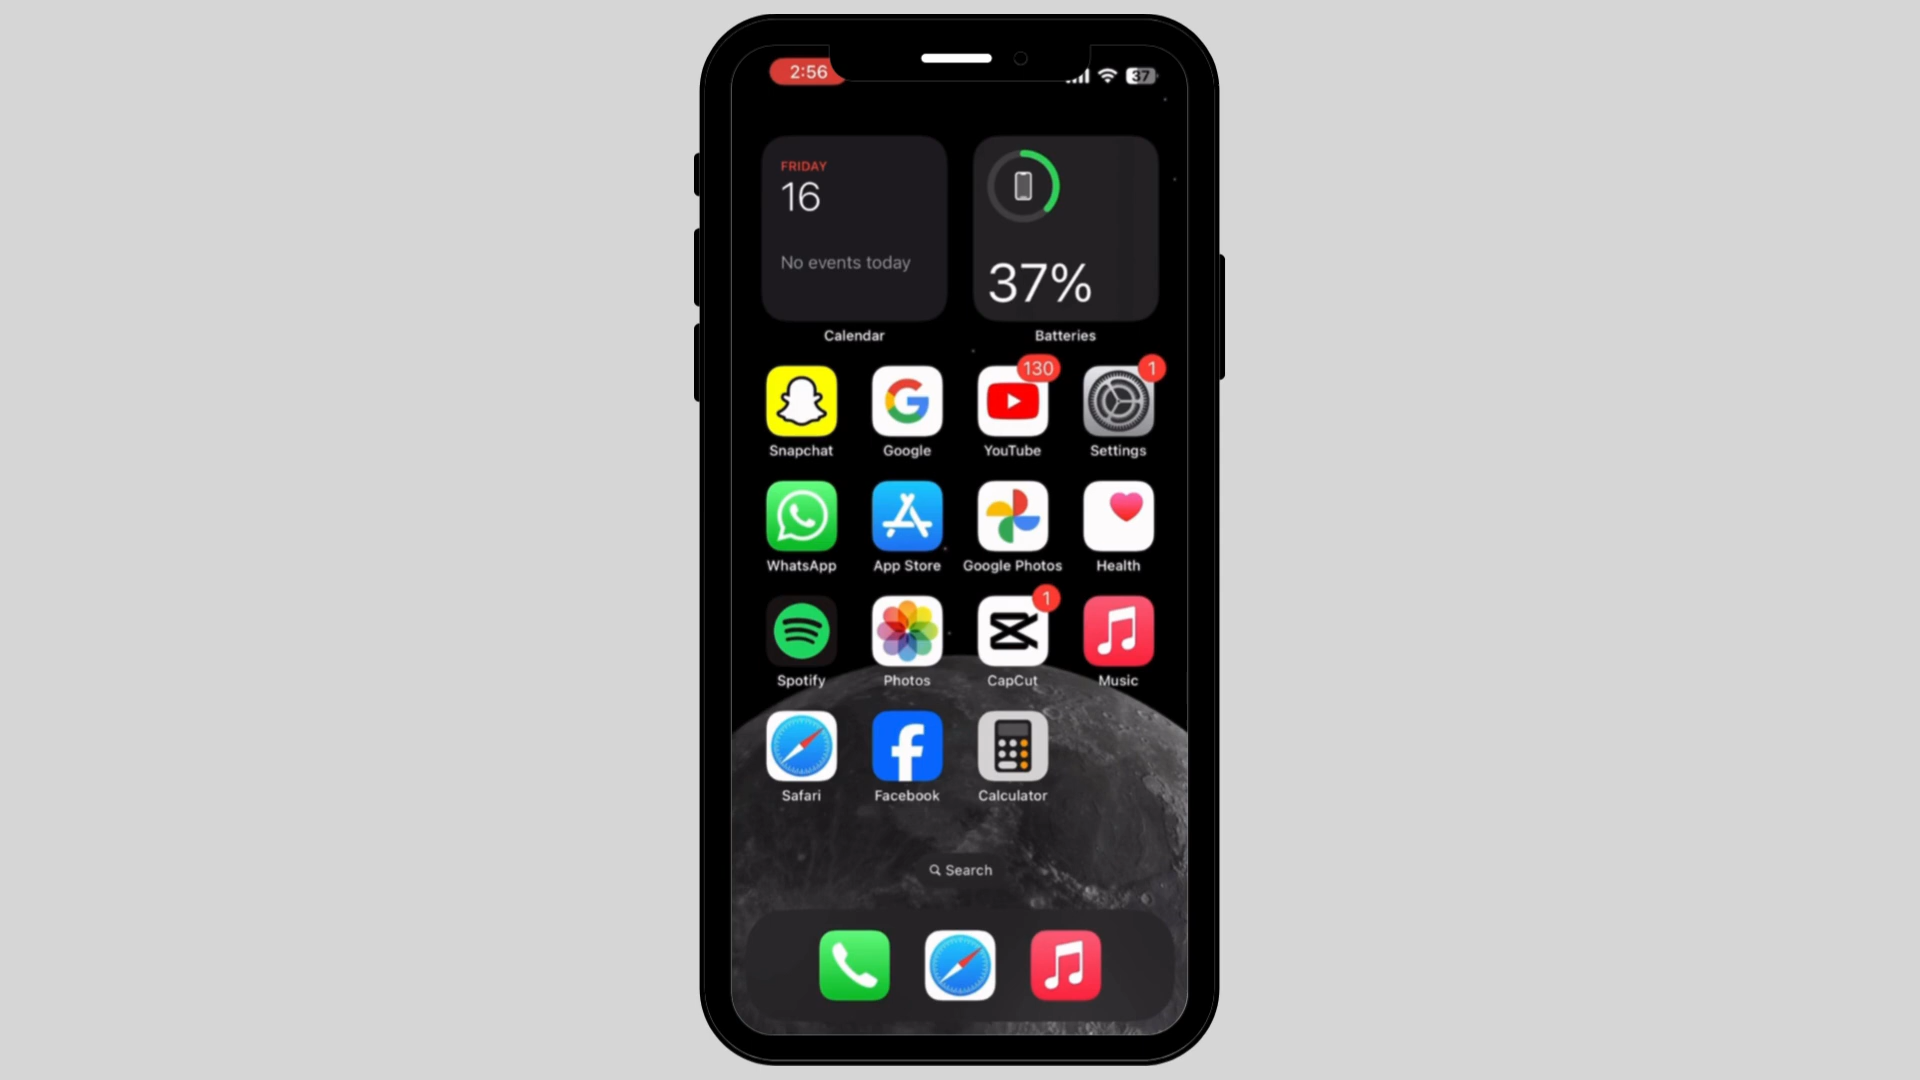 2:56
37
FRIDAY
16
No events today
37%
Calendar
Batteries
130
1
Snapchat
Google
YouTube
Settings
WhatsApp
App Store
Google Photos
Health
1
Spotify
Photos
CapCut
Music
Safari
Facebook
Calculator
Search